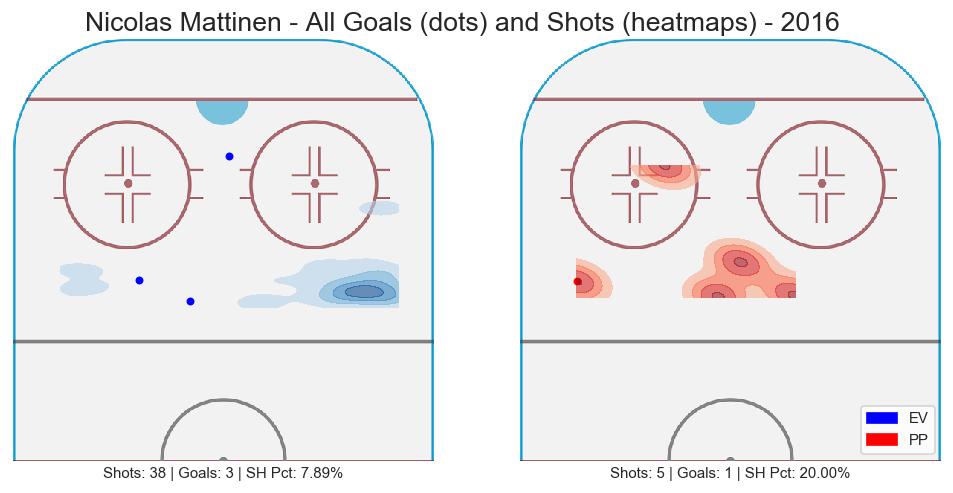 Nicolas Mattinen - All Goals (dots) and Shots (heatmaps) - 2016
EV
PP
Shots: 38 | Goals: 3 | SH Pct: 7.89%
Shots: 5 | Goals: 1 | SH Pct: 20.00%